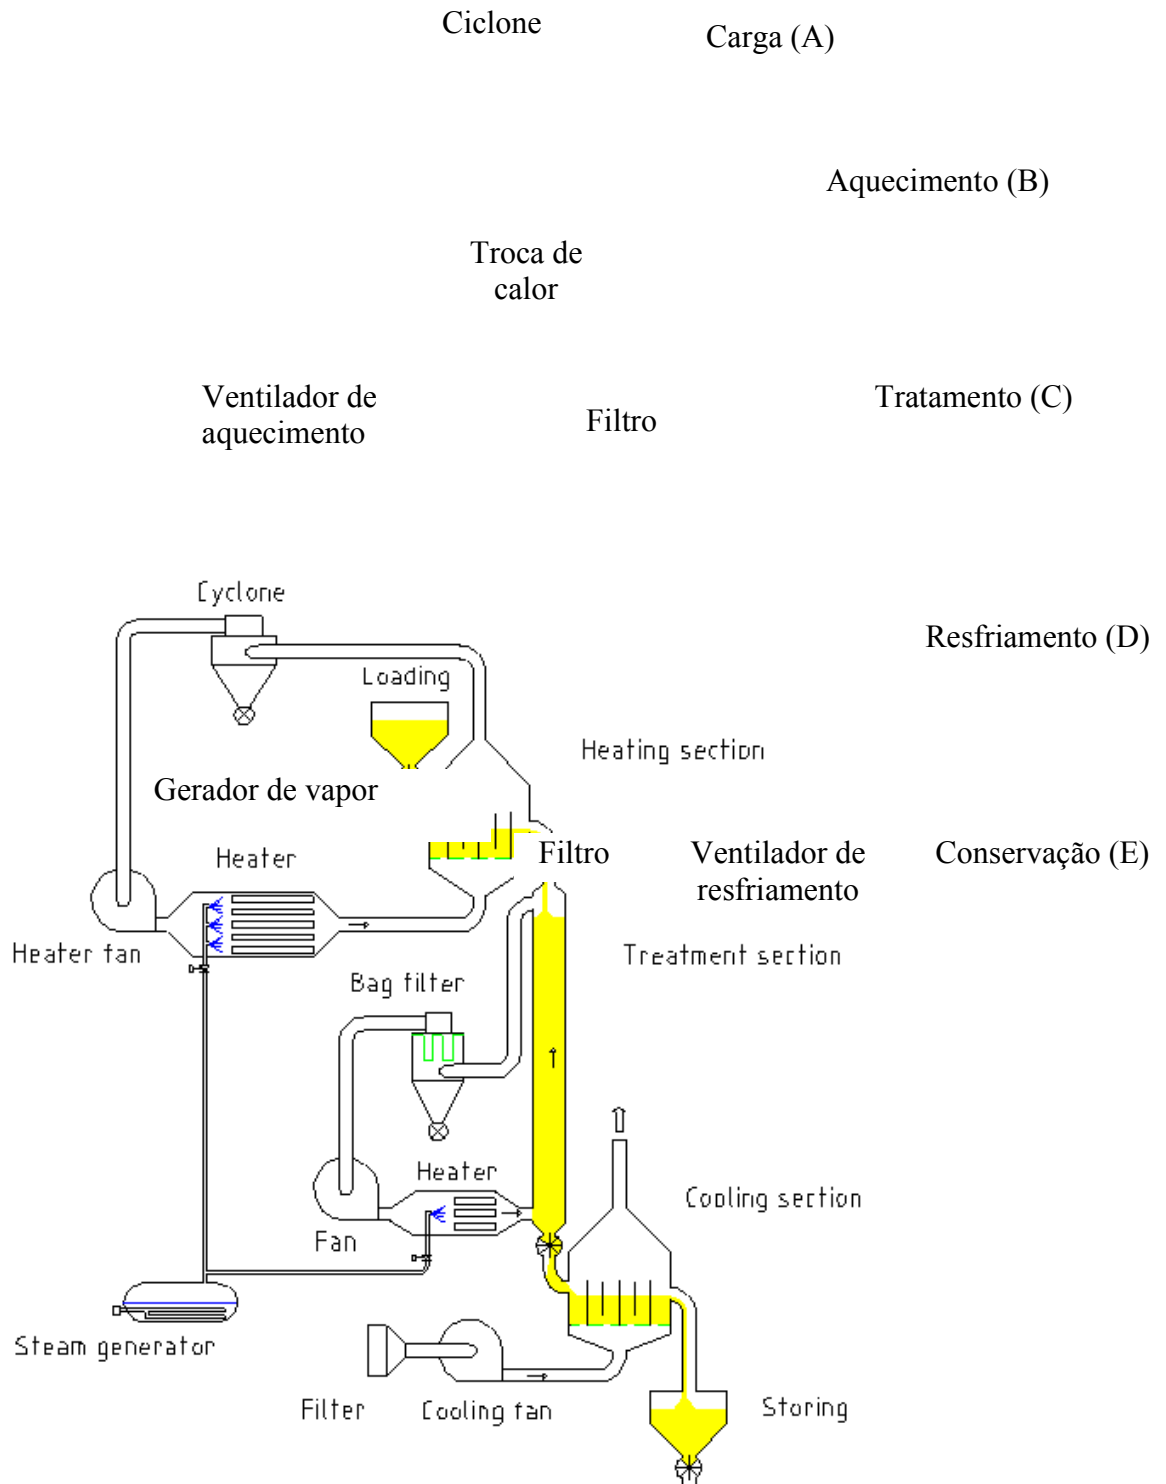 Ciclone
Carga (A)
Aquecimento (B)
Troca de
calor
Ventilador de
aquecimento
Filtro
Tratamento (C)
Cyclone
Resfriamento (D)
Loading
Heating section
Gerador de vapor
Heater
Filtro
Ventilador de
resfriamento
Conservação (E)
Heater fan
Treatment section
Bag filter
Heater
Cooling section
Fan
Steam generator
Filter
Cooling fan
Storing